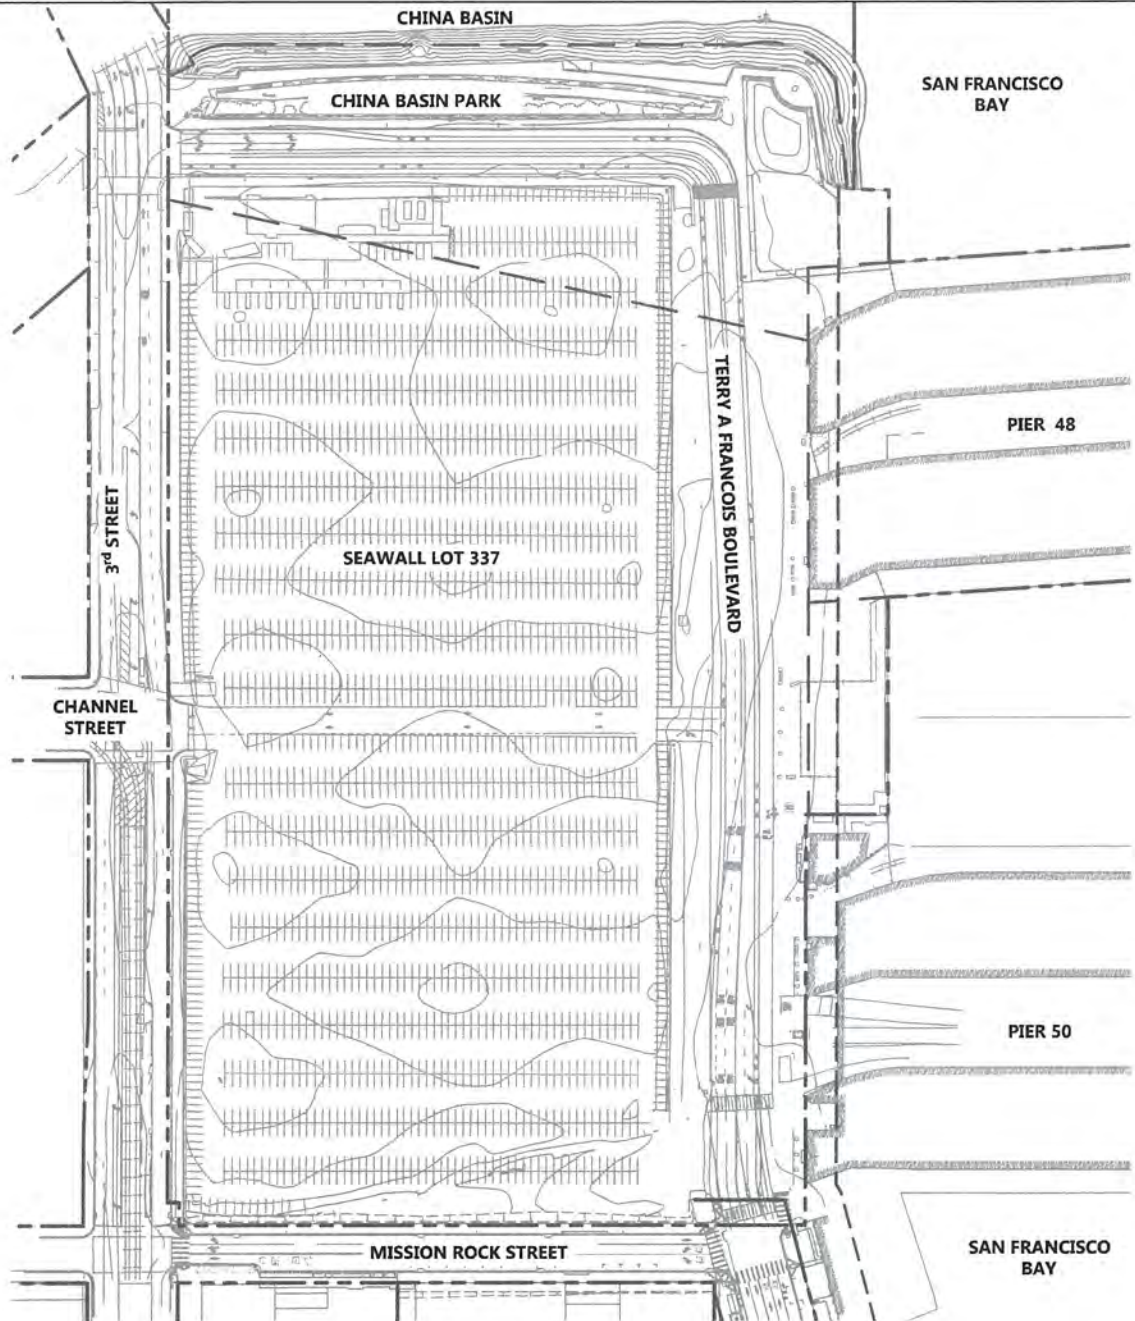 CHINA BASIN
SAN FRANCISCO
BAY
CHINA BASIN PARK
PIER 48
TERRY A FRANCOIS BOULEVARD
3rd STREET
SEAWALL LOT 337
CHANNEL
STREET
PIER 50
MISSION ROCK STREET
SAN FRANCISCO
BAY